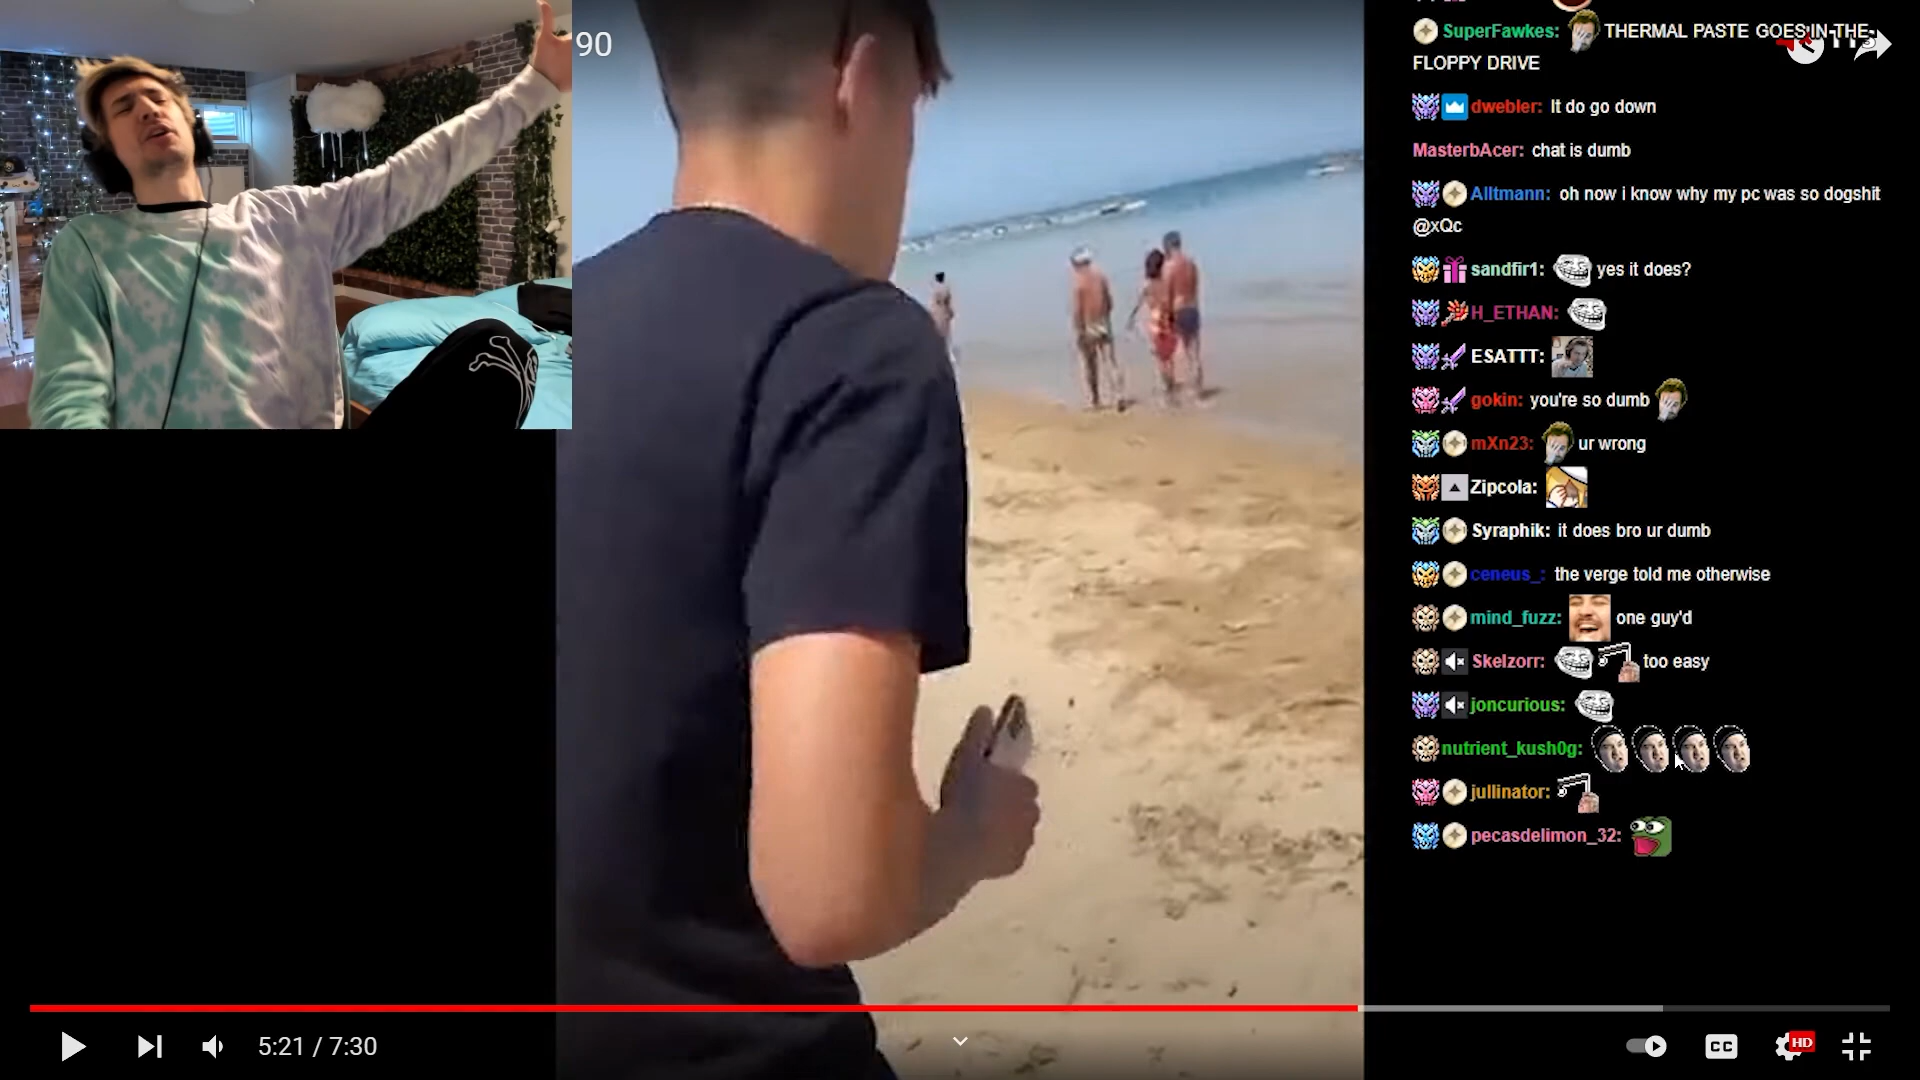 90
SuperFawkes: THERMAL PASTE GOES IN THE
FLOPPY DRIVE
dwebler: It do go down
MasterbAcer: chat is dumb
Alltmann: oh now i know why my pc was so dogshit
@xQc
sandfir1: yes it does?
H_ETHAN:
ESATTT:
gokin: you're so dumb
mXn23: ur wrong
Zipcola:
Syraphik: it does bro ur dumb
ceneus_: the verge told me otherwise
mind_fuzz: one guy'd
Skelzorr: too easy
joncurious:
nutrient_kush0g:
jullinator:
pecasdelimon_32:
5:21 / 7:30
CC
HD